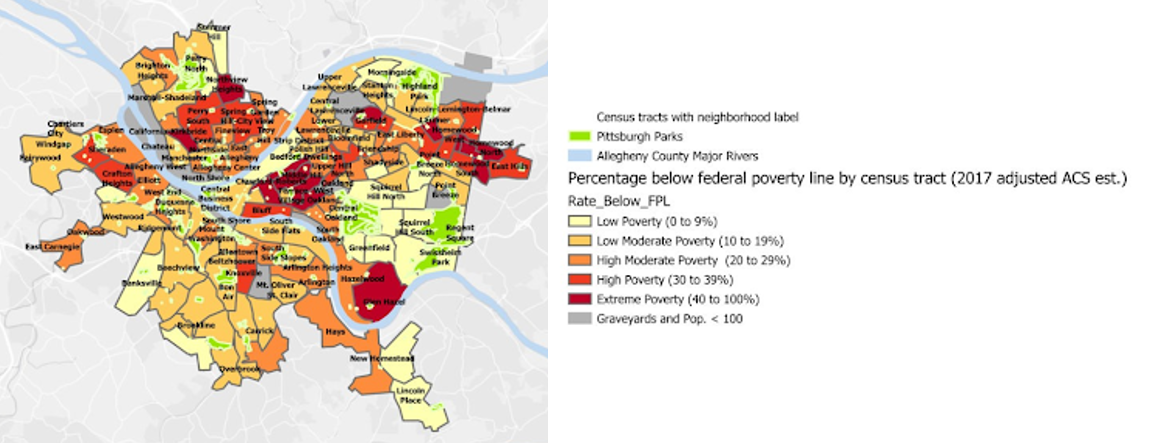 Summer
Hill
Perry
North
Brighton
Heights
Northview
Heights
Marshall-Shadeland
Spring
Garden
Perry
South
Spring
Hill-City View
Fineview
Troy
Hill
Chartiers
City
Windgap
Fairywood
Esplen
Sheraden
California-Kirkbride
Chateau
Manchester
Central
Northside
East
Allegheny
Allegheny West
Allegheny Center
North Shore
Crafton
Heights
Elliott
West End
Duquesne
Heights
Westwood
Oakwood
East Carnegie
Ridgemont
Central
Business
District
South Shore
Mount
Washington
Bluff
South
Side Flats
South
Side Slopes
Allentown
Beltzhoover
Knoxville
Bon
Air
Mt. Oliver
St. Clair
Arlington Heights
Arlington
Beechview
Banksville
Brookline
Carrick
Overbrook
Hays
New Homestead
Lincoln
Place
Hazelwood
Glen Hazel
Greenfield
Squirrel
Hill South
Squirrel
Hill North
Regent
Square
Swisshelm
Park
Point
Breeze
Shadyside
Friendship
East Liberty
Garfield
Bloomfield
Upper
Lawrenceville
Central
Lawrenceville
Lower
Lawrenceville
Strip District
Polish Hill
Bedford Dwellings
Upper Hill
North
Oakland
Central
Oakland
South
Oakland
West
Oakland
Morningside
Stanton
Heights
Highland
Park
Lincoln-Lemington-Belmar
Larimer
Homewood
West
Homewood
North
Homewood
South
Point
Breeze
North
East Hills
Census tracts with neighborhood label
Pittsburgh Parks
Allegheny County Major Rivers
Percentage below federal poverty line by census tract (2017 adjusted ACS est.)
Rate_Below_FPL
Low Poverty (0 to 9%)
Low Moderate Poverty (10 to 19%)
High Moderate Poverty (20 to 29%)
High Poverty (30 to 39%)
Extreme Poverty (40 to 100%)
Graveyards and Pop. < 100